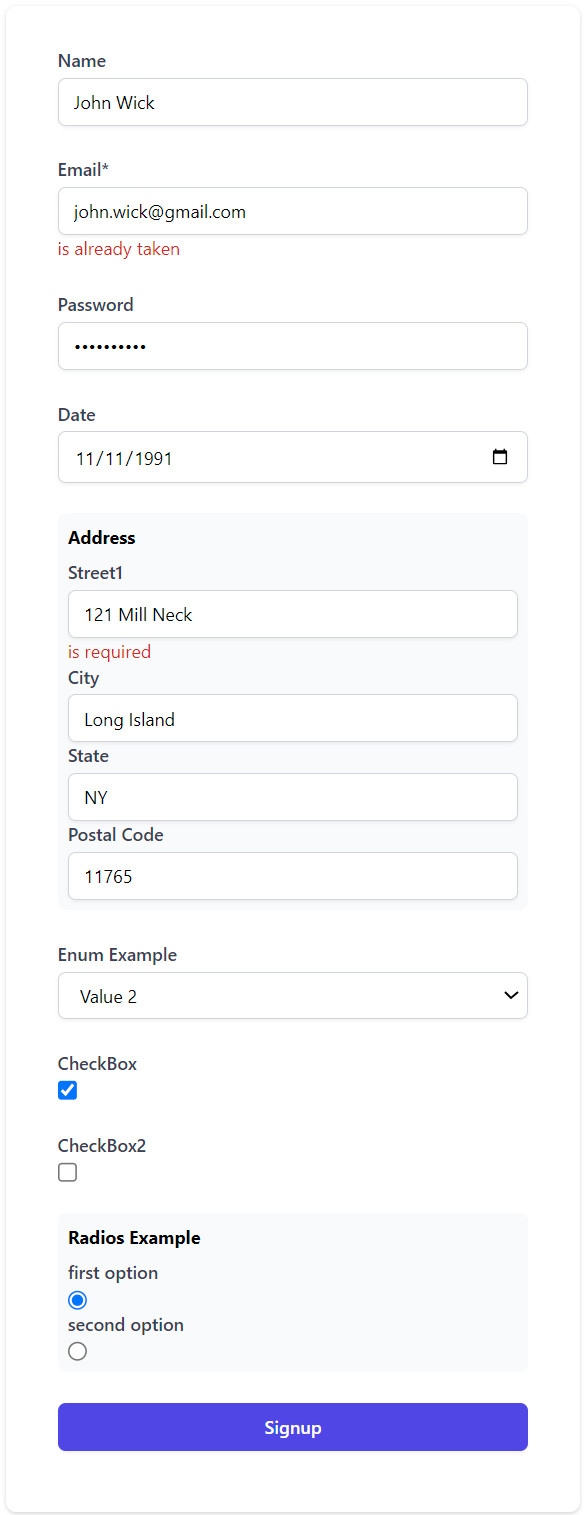 Name
John Wick
Email*
john.wick@gmail.com
is already taken
Password
••••••••••
Date
11/11/1991
Address
Street1
121 Mill Neck
is required
City
Long Island
State
NY
Postal Code
11765
Enum Example
Value 2
CheckBox
CheckBox2
Radios Example
first option
second option
Signup